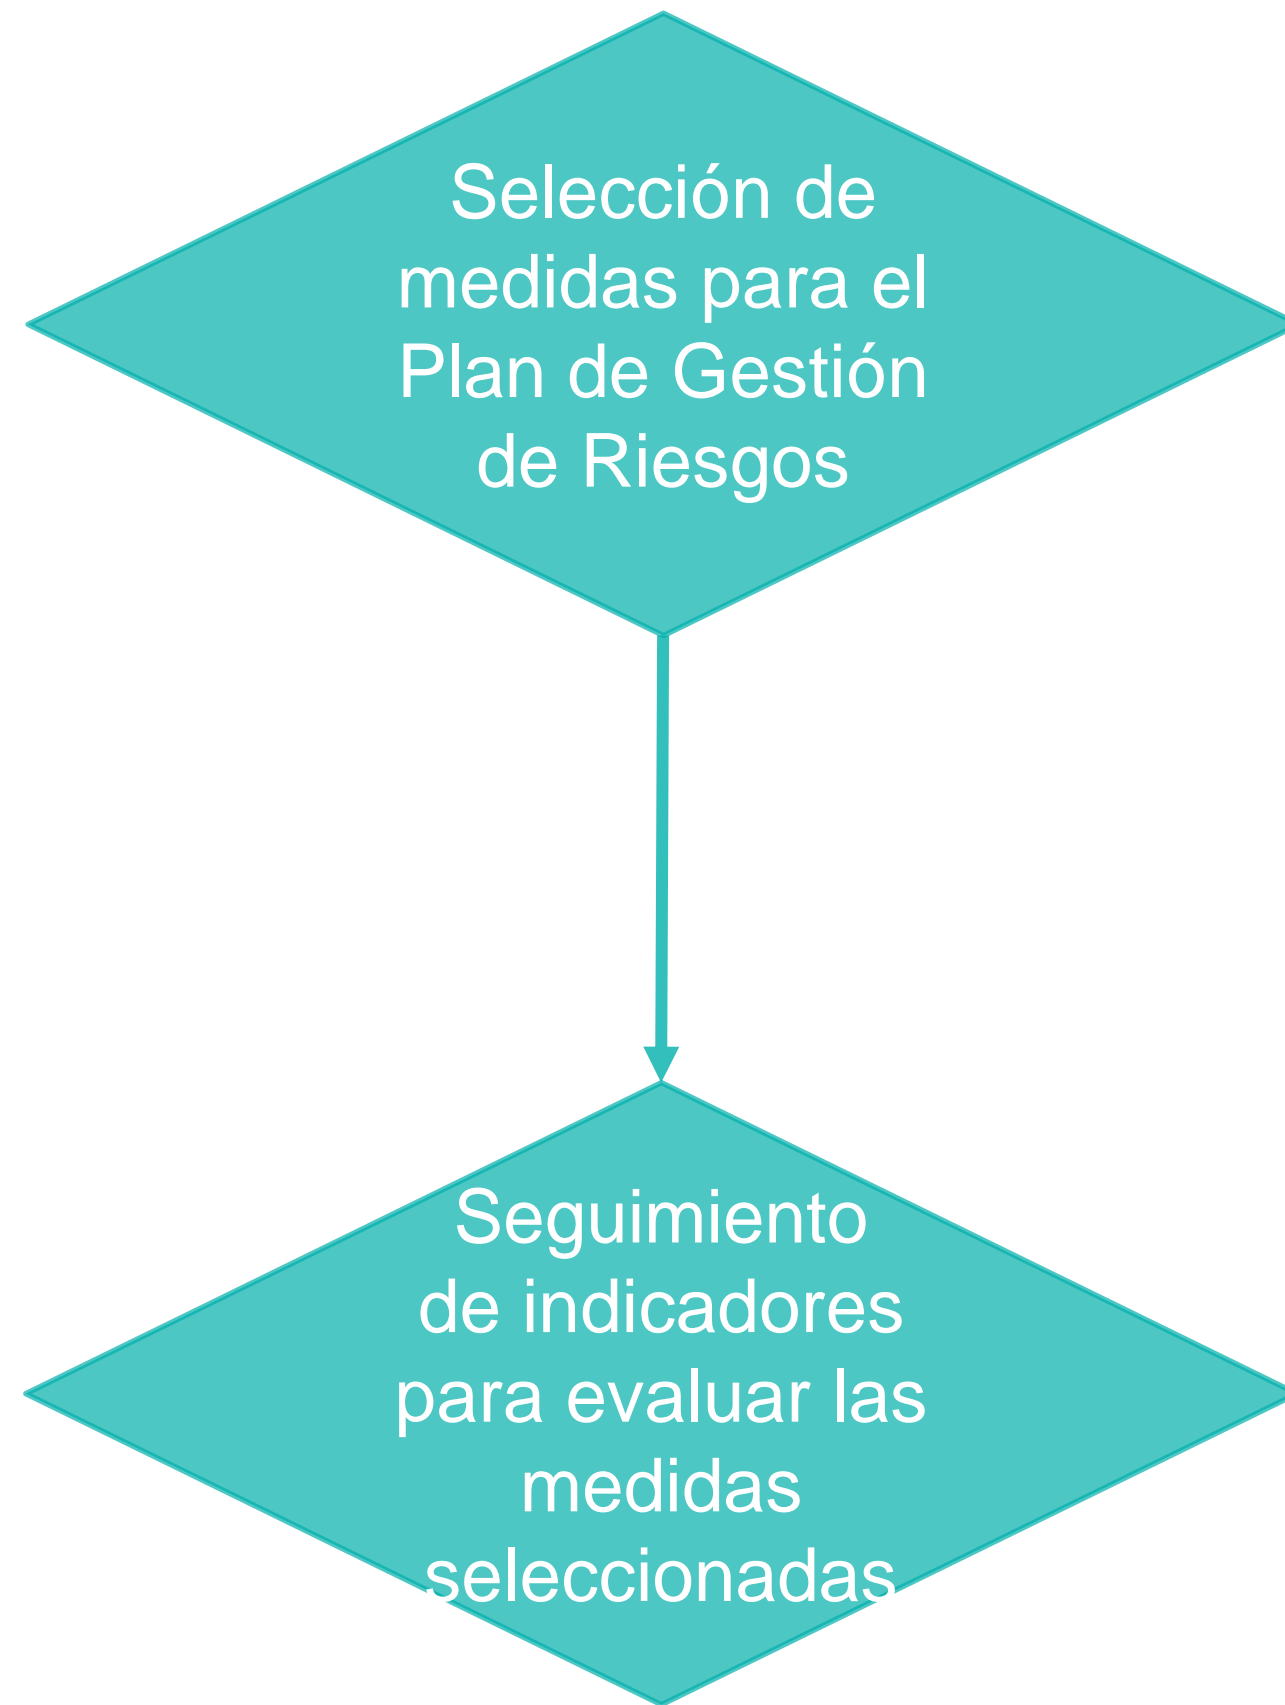 Selección de
medidas para el
Plan de Gestión
de Riesgos
Seguimiento
de indicadores
para evaluar las
medidas
seleccionadas